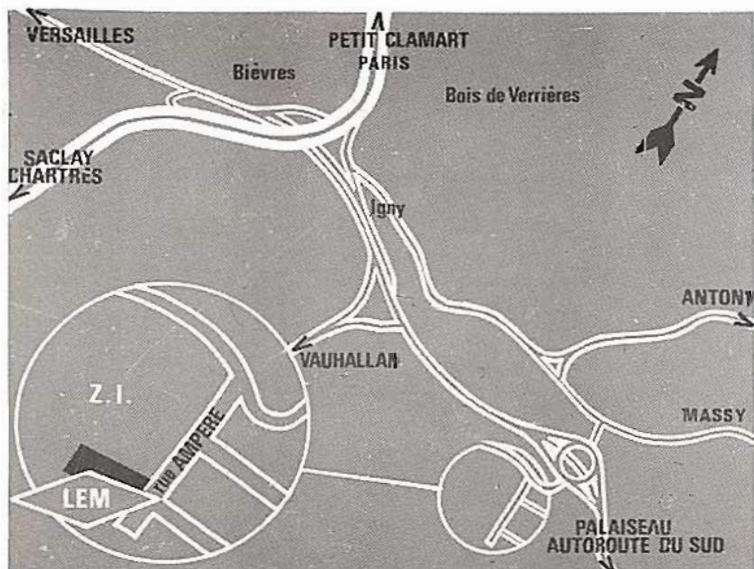 VERSAILLES
PETIT CLAMART
PARIS
Bièvres
Bois de Verrières
N
SACLAY
CHARTRES
Igny
ANTONY
VAUHALLAN
Z.I.
rue AMPERE
MASSY
LEM
PALAISEAU
AUTOROUTE DU SUD